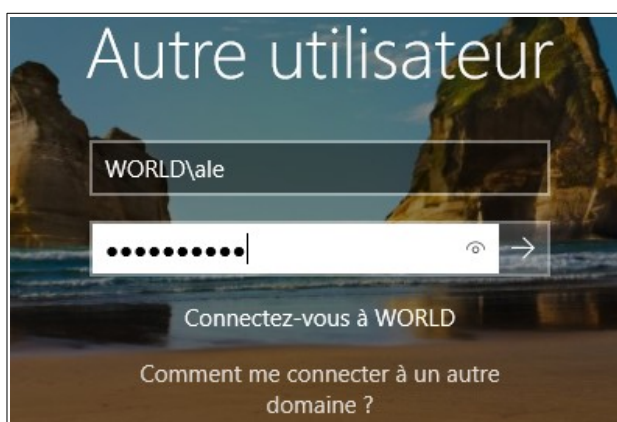 Autre utilisateur
WORLD\ale
••••••••••
Connectez-vous à WORLD
Comment me connecter à un autre
domaine ?